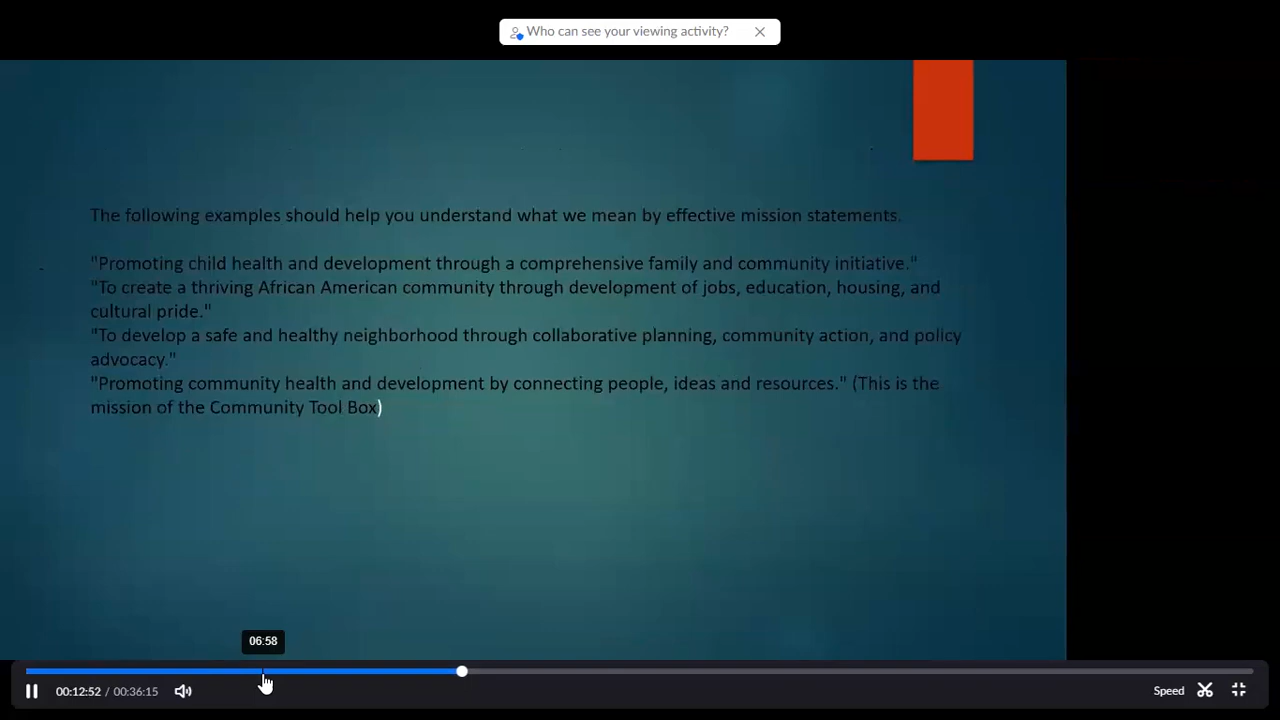 Who can see your viewing activity?
The following examples should help you understand what we mean by effective mission statements.
"Promoting child health and development through a comprehensive family and community initiative."
"To create a thriving African American community through development of jobs, education, housing, and
cultural pride."
"To develop a safe and healthy neighborhood through collaborative planning, community action, and policy
advocacy."
"Promoting community health and development by connecting people, ideas and resources." (This is the
mission of the Community Tool Box)
06:58
00:12:52 / 00:36:15
Speed